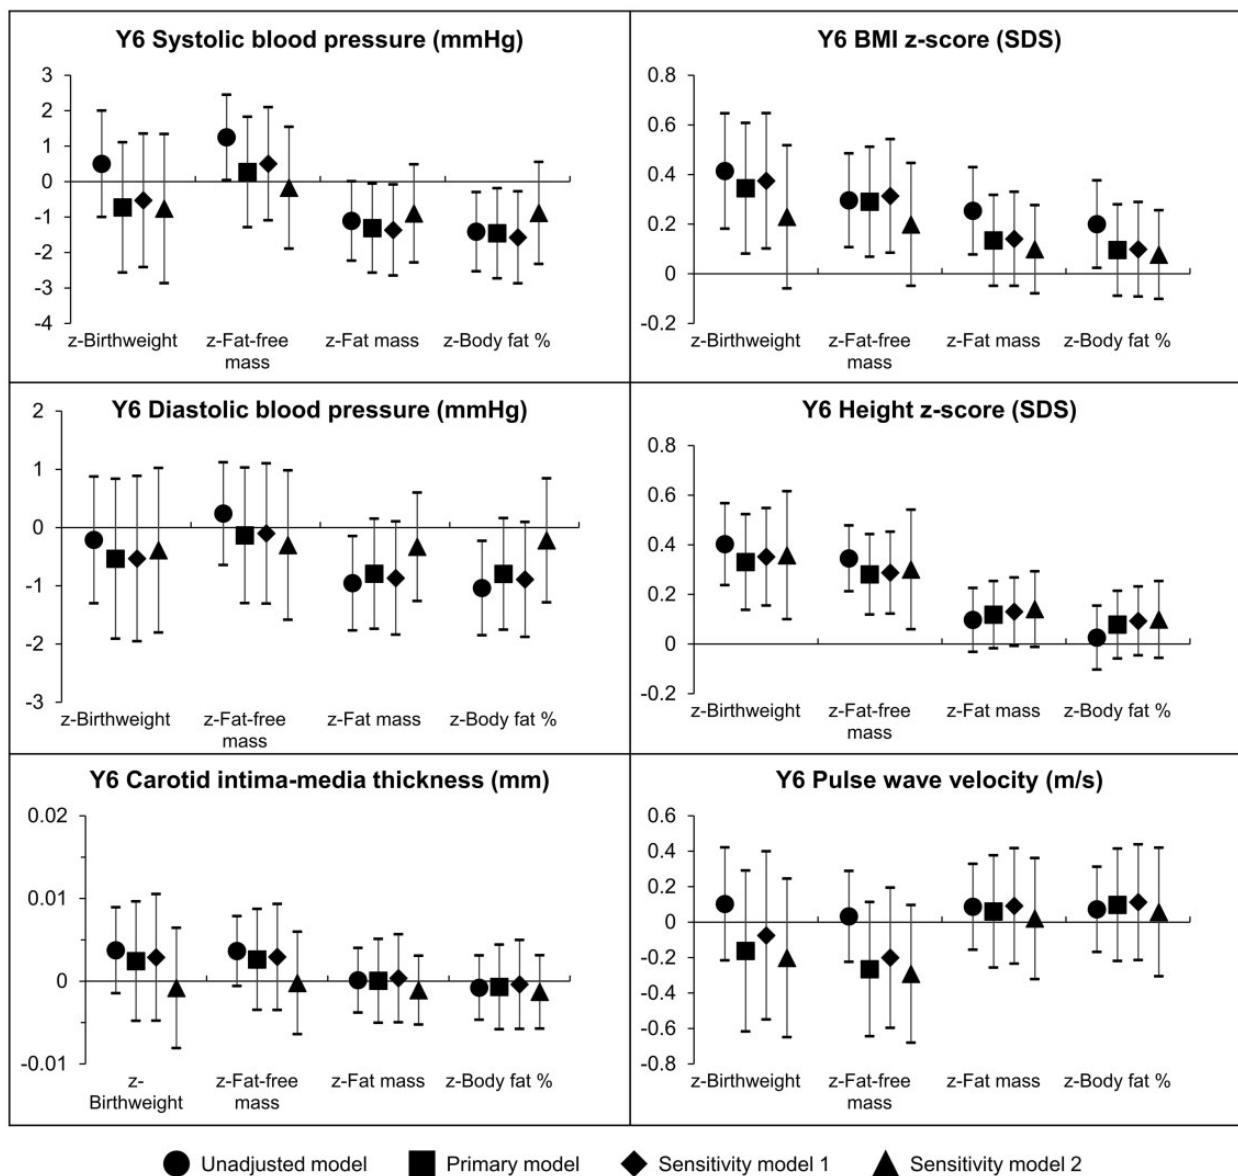 Y6 Systolic blood pressure (mmHg)
3
2
1
0
-1
-2
-3
-4
z-Birthweight
z-Fat-free
mass
z-Fat mass
z-Body fat %
Y6 BMI z-score (SDS)
0.8
0.6
0.4
0.2
0
-0.2
z-Birthweight
z-Fat-free
mass
z-Fat mass
z-Body fat %
Y6 Diastolic blood pressure (mmHg)
2
1
0
-1
-2
-3
z-Birthweight
z-Fat-free
mass
z-Fat mass
z-Body fat %
Y6 Height z-score (SDS)
0.8
0.6
0.4
0.2
0
-0.2
z-Birthweight
z-Fat-free
mass
z-Fat mass
z-Body fat %
Y6 Carotid intima-media thickness (mm)
0.02
0.01
0
-0.01
z-
Birthweight
z-Fat-free
mass
z-Fat mass
z-Body fat %
Y6 Pulse wave velocity (m/s)
0.6
0.4
0.2
0
-0.2
-0.4
-0.6
-0.8
z-Birthweight
z-Fat-free
mass
z-Fat mass
z-Body fat %
Unadjusted model Primary model Sensitivity model 1 Sensitivity model 2